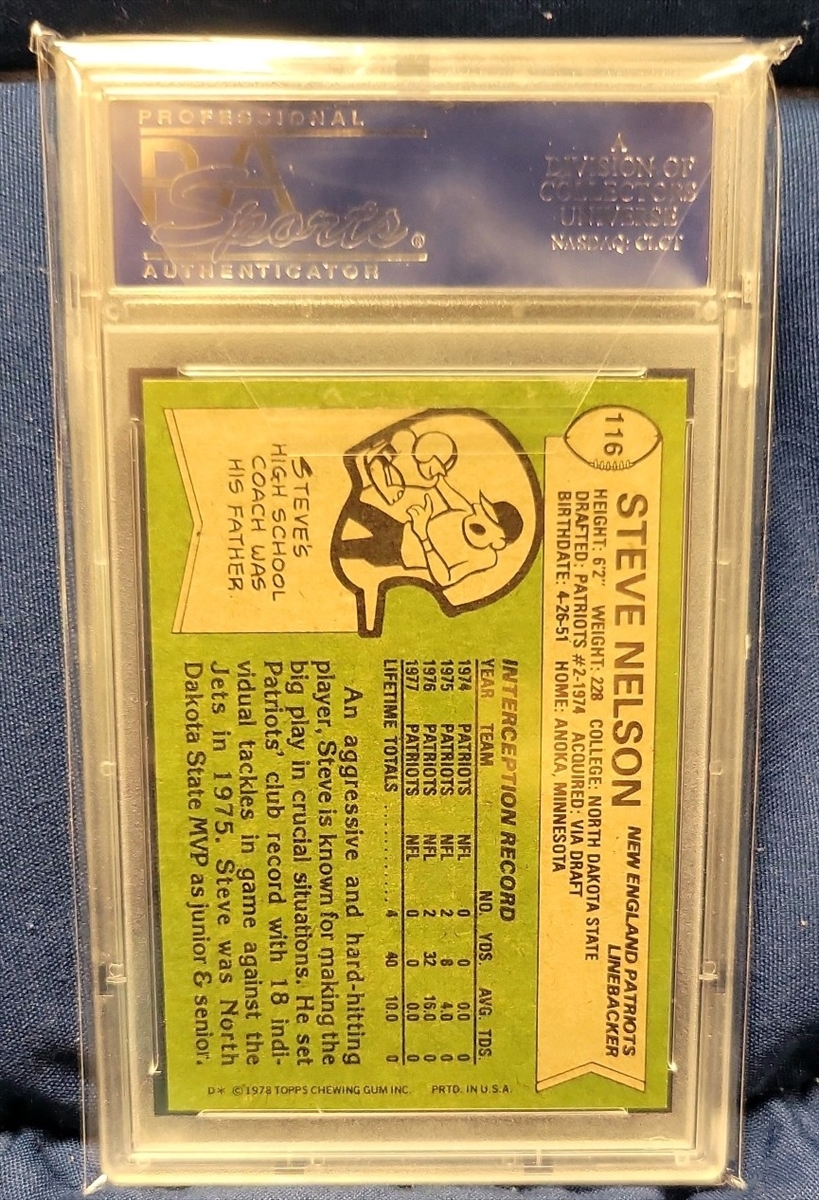 PROFESSIONAL
PSA
Sports®
AUTHENTICATOR
A
DIVISION OF
COLLECTORS
UNIVERSE
NASDAQ: CLCT
116
STEVE NELSON NEW ENGLAND PATRIOTS
LINEBACKER
HEIGHT: 6'2" WEIGHT: 228 COLLEGE: NORTH DAKOTA STATE
DRAFTED: PATRIOTS #2-1974 ACQUIRED: VIA DRAFT
BIRTHDATE: 4-26-51 HOME: ANOKA, MINNESOTA
STEVE'S
HIGH SCHOOL
COACH WAS
HIS FATHER.
INTERCEPTION RECORD
YEAR TEAM NO. YDS. AVG. TDS.
1974 PATRIOTS NFL 0 0 0.0 0
1975 PATRIOTS NFL 2 8 4.0 0
1976 PATRIOTS NFL 2 32 16.0 0
1977 PATRIOTS NFL 0 0 0.0 0
LIFETIME TOTALS ............ 4 40 10.0 0
An aggressive and hard-hitting
player, Steve is known for making the
big play in crucial situations. He set
Patriots' club record with 18 indi-
vidual tackles in game against the
Jets in 1975. Steve was North
Dakota State MVP as junior & senior.
D* © 1978 TOPPS CHEWING GUM INC. PRTD. IN U.S.A.